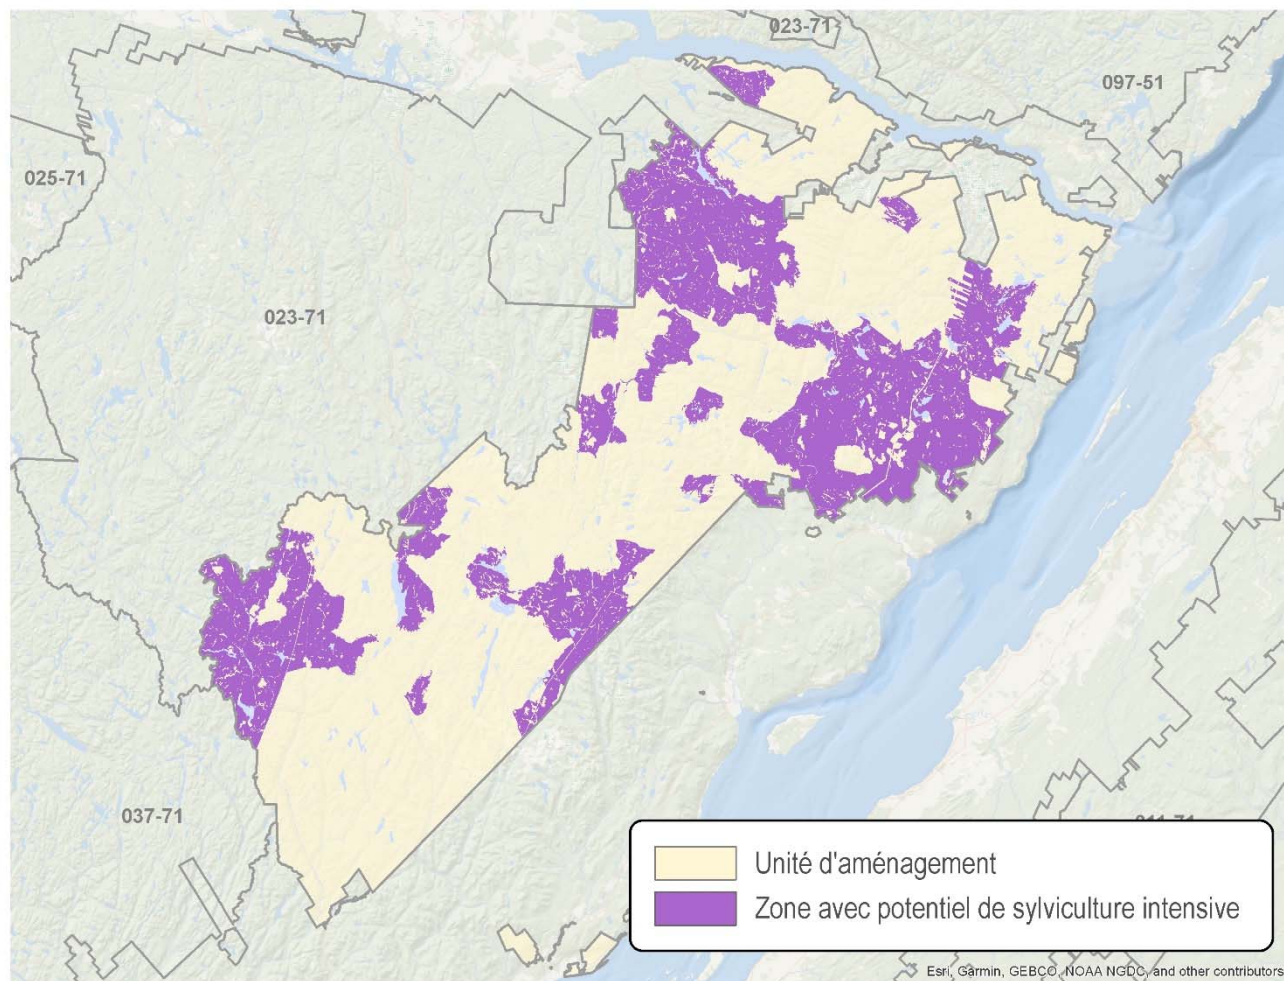 023-71
097-51
025-71
023-71
037-71
Unité d'aménagement
Zone avec potentiel de sylviculture intensive
Esri, Garmin, GEBCO, NOAA NGDC, and other contributors